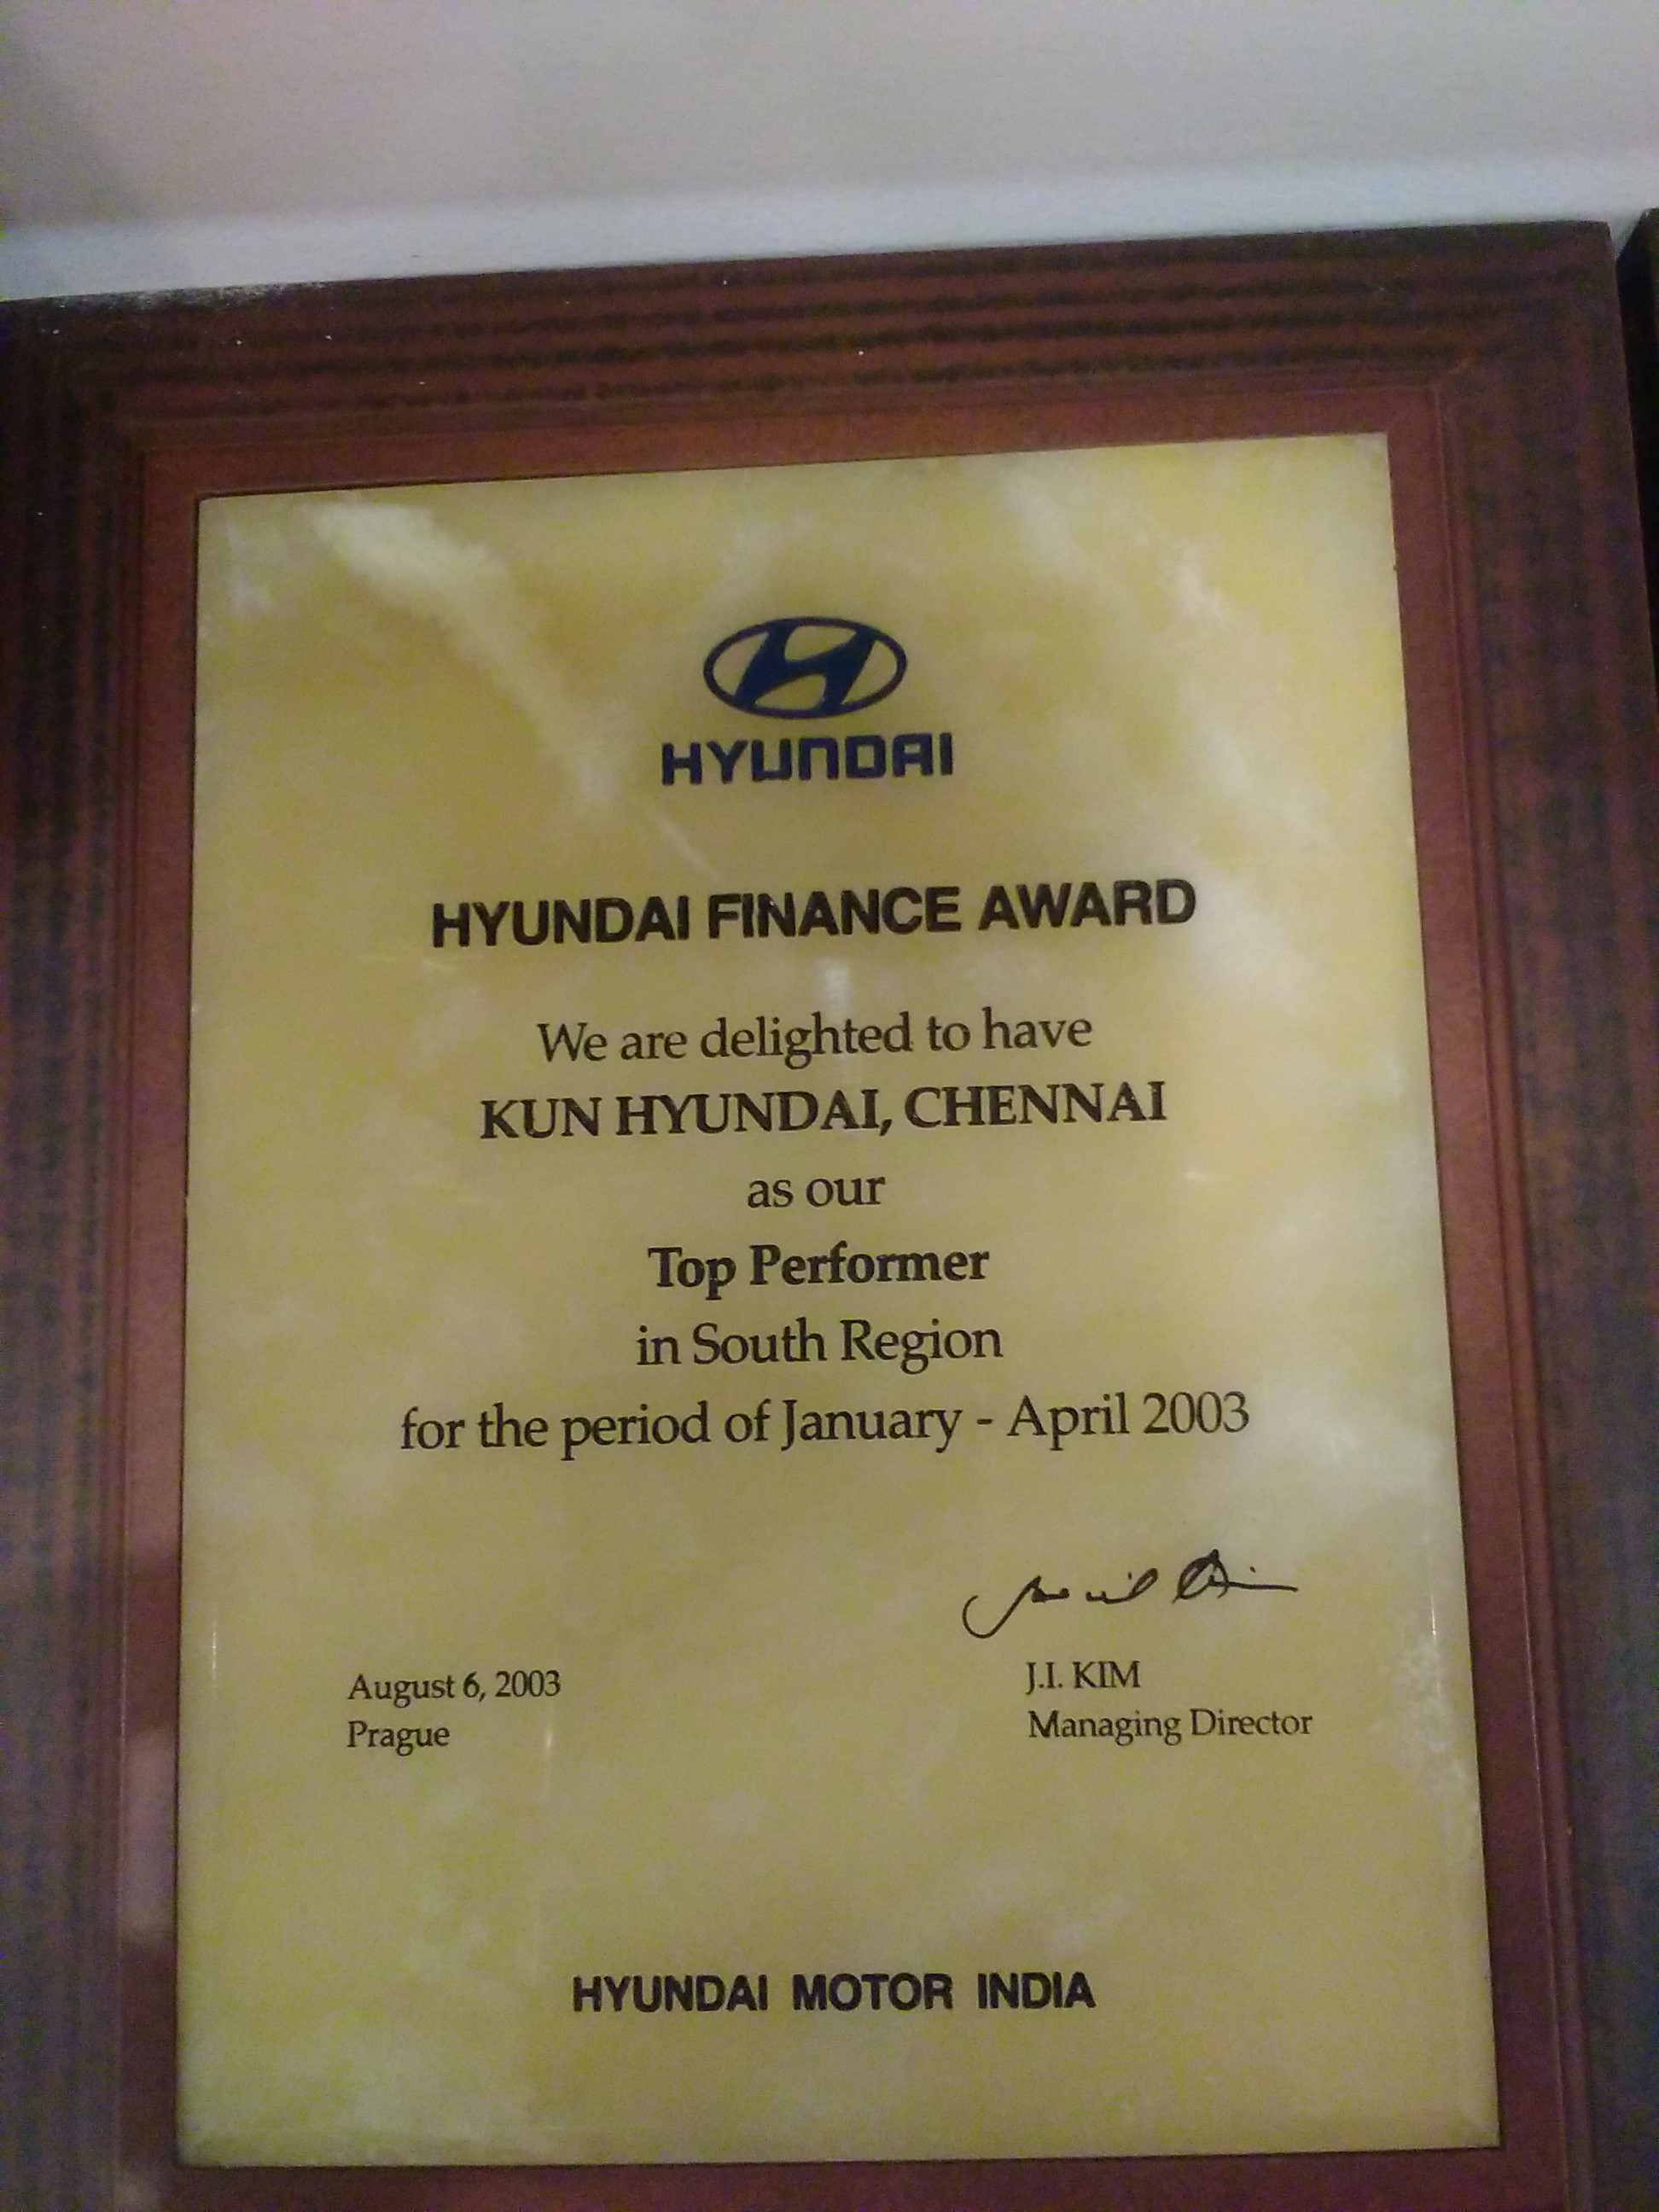 HYUNDAI
HYUNDAI FINANCE AWARD
We are delighted to have
KUN HYUNDAI, CHENNAI
as our
Top Performer
in South Region
for the period of January - April 2003
August 6, 2003
Prague
J.I. KIM
Managing Director
HYUNDAI MOTOR INDIA